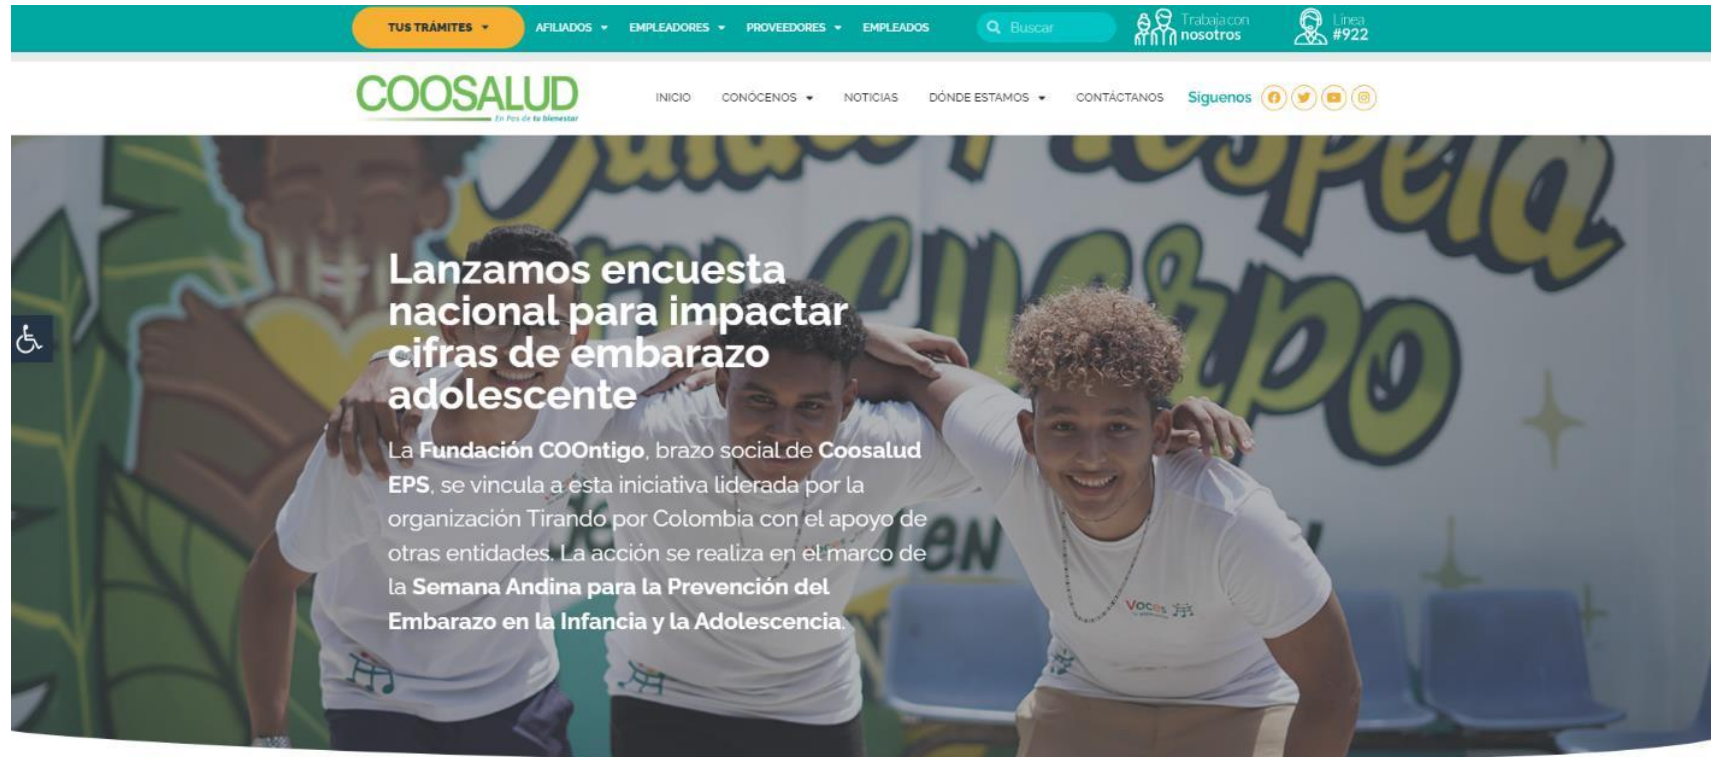 TUS TRÁMITES
AFILIADOS
EMPLEADORES
PROVEEDORES
EMPLEADOS
Buscar
Trabaja con
nosotros
Línea
#922
COOSALUD
En Pos de tu bienestar
INICIO
CONÓCENOS
NOTICIAS
DÓNDE ESTAMOS
CONTÁCTANOS
Síguenos
Respeta
Cuerpo
Lanzamos encuesta
nacional para impactar
cifras de embarazo
adolescente
La Fundación COOntigo, brazo social de Coosalud
EPS, se vincula a esta iniciativa liderada por la
organización Tirando por Colombia con el apoyo de
otras entidades. La acción se realiza en el marco de
la Semana Andina para la Prevención del
Embarazo en la Infancia y la Adolescencia.
Voces